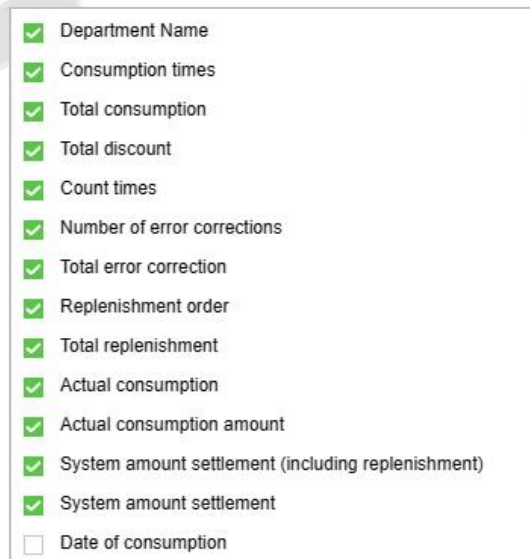 Department Name
Consumption times
Total consumption
Total discount
Count times
Number of error corrections
Total error correction
Replenishment order
Total replenishment
Actual consumption
Actual consumption amount
System amount settlement (including replenishment)
System amount settlement
Date of consumption